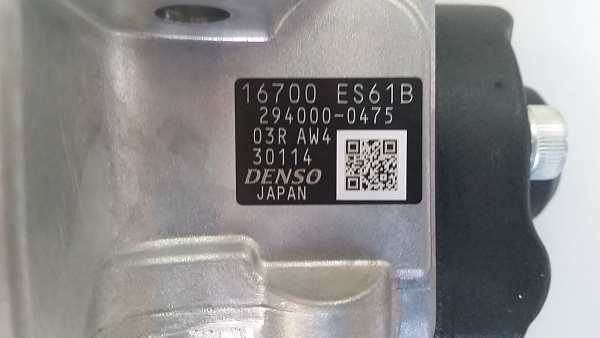 16700 ES61B
294000-0475
03R AW4
30114
DENSO
JAPAN